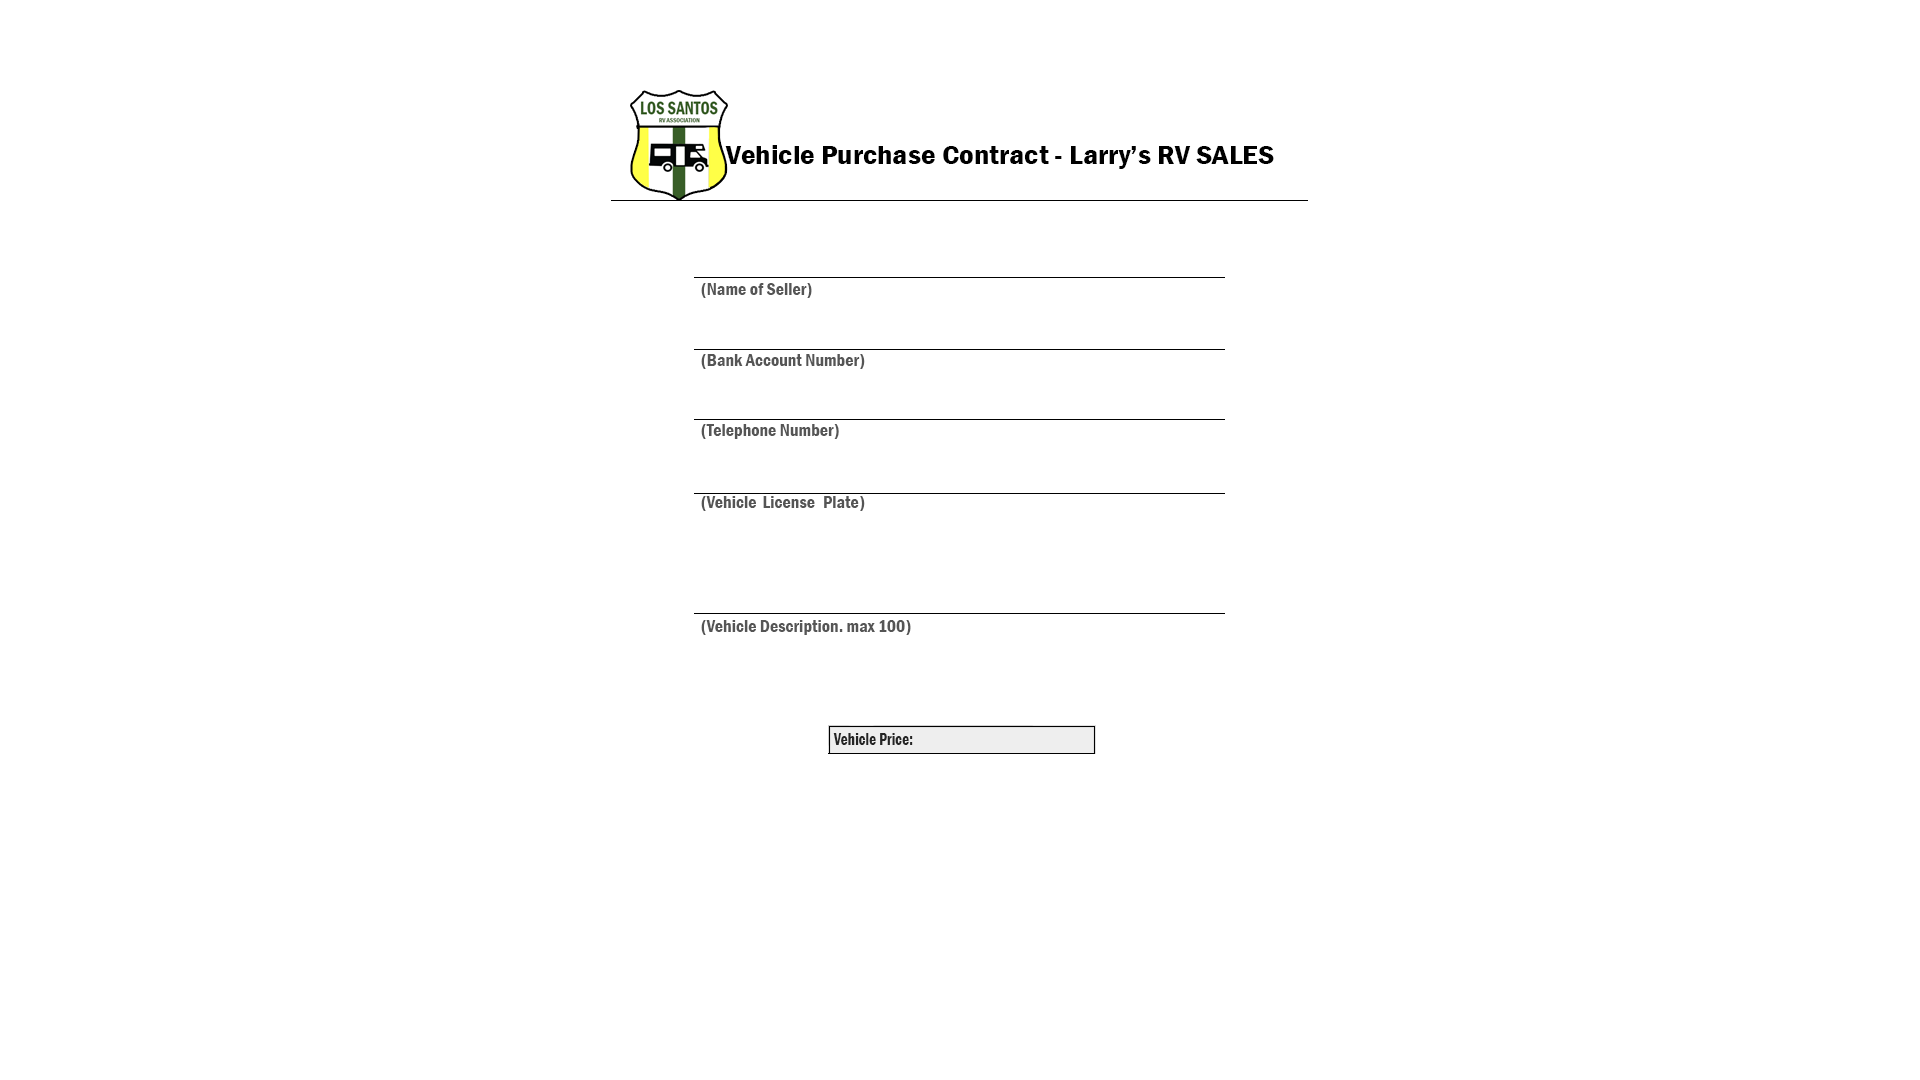 LOS SANTOS
RV ASSOCIATION
Vehicle Purchase Contract - Larry’s RV SALES
(Name of Seller)
(Bank Account Number)
(Telephone Number)
(Vehicle License Plate)
(Vehicle Description. max 100)
Vehicle Price: